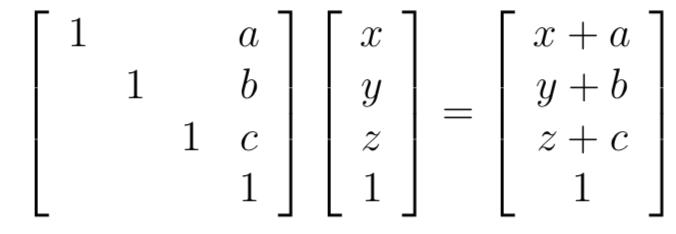 1 a x x + a
1 b y y + b
1 c z = z + c
1 1 1